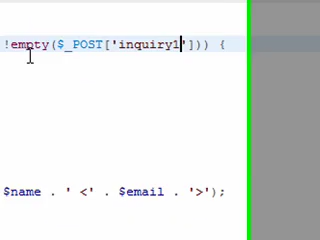 !empty($_POST['inquiry1'])) {
$name . ' <' . $email . '>');